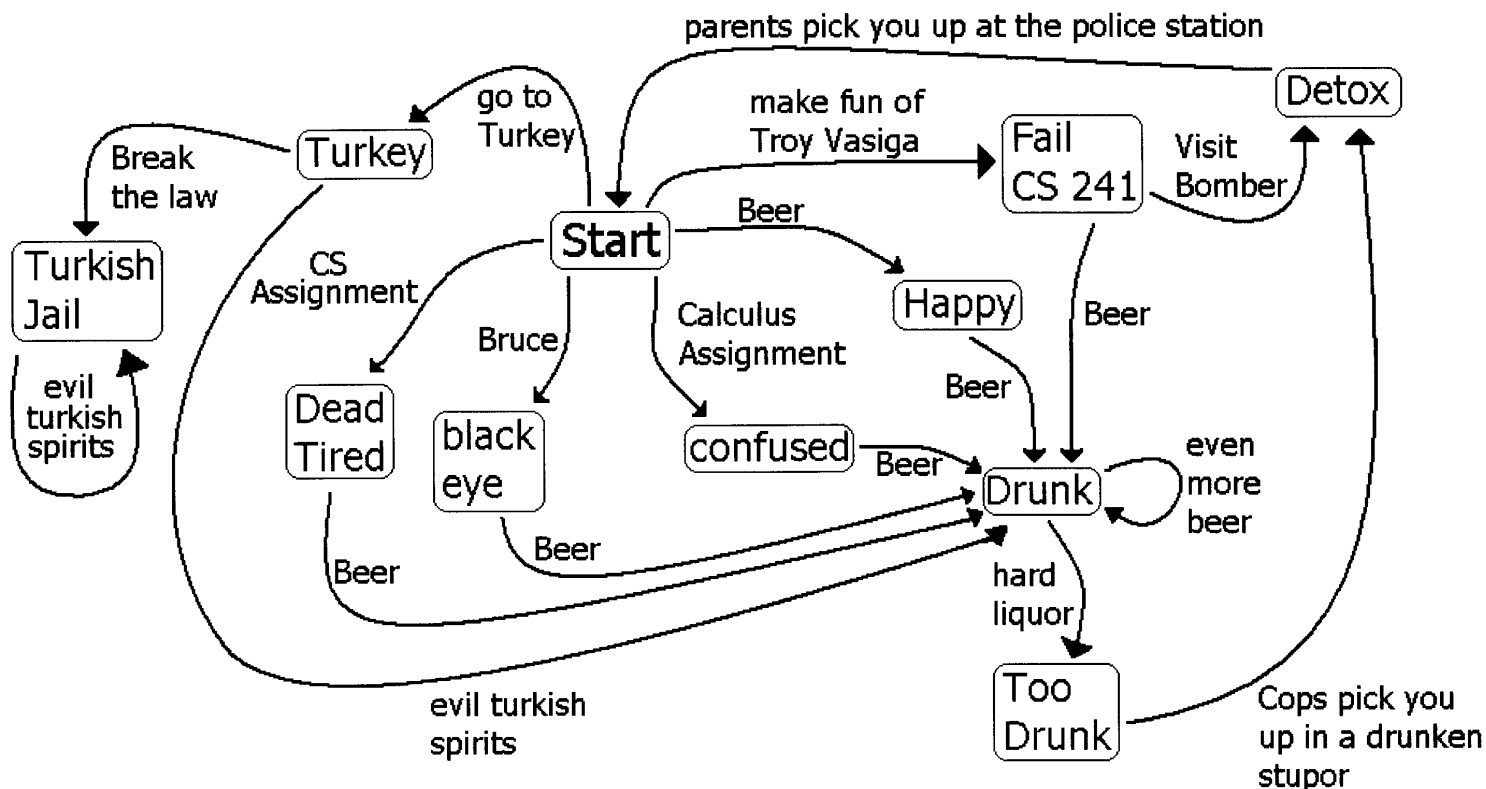 parents pick you up at the police station
Detox
go to
Turkey
make fun of
Troy Vasiga
Fail
CS 241
Visit
Bomber
Turkey
Break
the law
Beer
Start
Turkish
Jail
CS
Assignment
Happy
Bruce
Calculus
Assignment
Beer
evil
turkish
spirits
Beer
Dead
Tired
black
eye
confused
Beer
Drunk
even
more
beer
Beer
Beer
hard
liquor
Too
Drunk
evil turkish
spirits
Cops pick you
up in a drunken
stupor